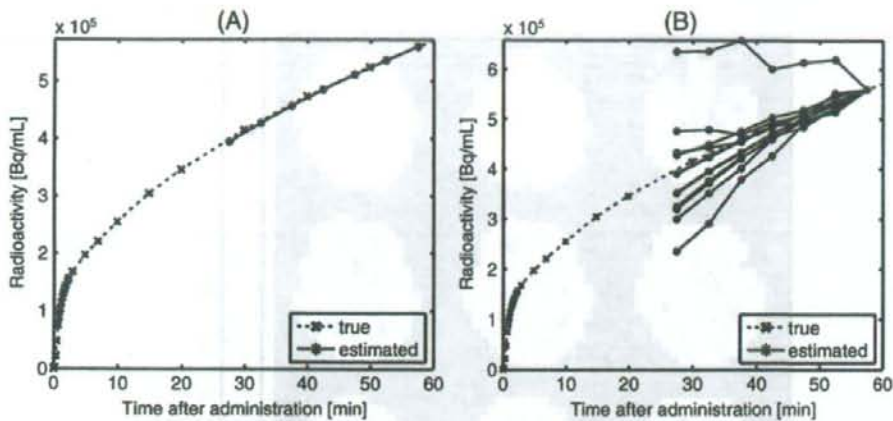 (A)
x 10⁵
Radioactivity [Bq/mL]
5
4
3
2
1
0
0 10 20 30 40 50 60
Time after administration [min]
true
estimated
(B)
x 10⁵
Radioactivity [Bq/mL]
6
5
4
3
2
1
0
0 10 20 30 40 50 60
Time after administration [min]
true
estimated